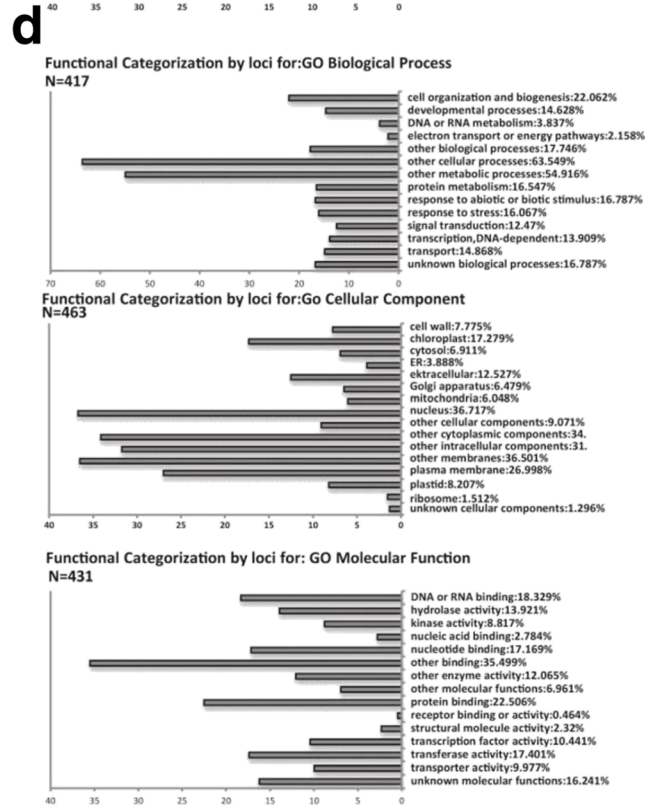 40 35 25 20 15 10 5 0
d
Functional Categorization by loci for:GO Biological Process
N=417
cell organization and biogenesis:22.062%
developmental processes:14.628%
DNA or RNA metabolism:3.837%
electron transport or energy pathways:2.158%
other biological processes:17.746%
other cellular processes:63.549%
other metabolic processes:54.916%
protein metabolism:16.547%
response to abiotic or biotic stimulus:16.787%
response to stress:16.067%
signal transduction:12.47%
transcription,DNA-dependent:13.909%
transport:14.868%
unknown biological processes:16.787%
70 60 50 40 30 20 10 0
Functional Categorization by loci for:Go Cellular Component
N=463
cell wall:7.775%
chloroplast:17.279%
cytosol:6.911%
ER:3.888%
ektracellular:12.527%
Golgi apparatus:6.479%
mitochondria:6.048%
nucleus:36.717%
other cellular components:9.071%
other cytoplasmic components:34.
other intracellular components:31.
other membranes:36.501%
plasma membrane:26.998%
plastid:8.207%
ribosome:1.512%
unknown cellular components:1.296%
40 35 30 25 20 15 10 5 0
Functional Categorization by loci for: GO Molecular Function
N=431
DNA or RNA binding:18.329%
hydrolase activity:13.921%
kinase activity:8.817%
nucleic acid binding:2.784%
nucleotide binding:17.169%
other binding:35.499%
other enzyme activity:12.065%
other molecular functions:6.961%
protein binding:22.506%
receptor binding or activity:0.464%
structural molecule activity:2.32%
transcription factor activity:10.441%
transferase activity:17.401%
transporter activity:9.977%
unknown molecular functions:16.241%
40 35 30 25 20 15 10 5 0